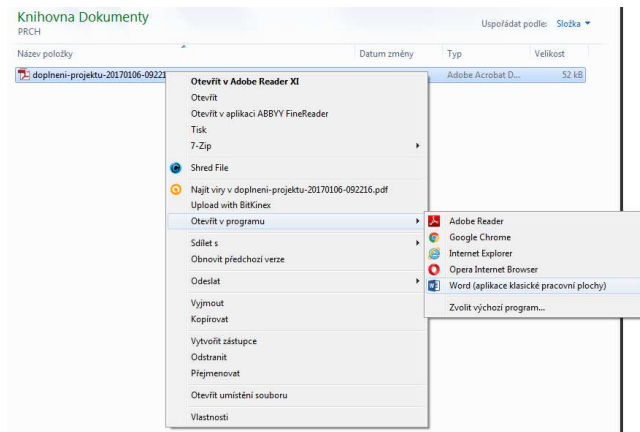 Knihovna Dokumenty
PRCH
Uspořádat podle: Složka
Název položky Datum změny Typ Velikost
doplneni-projektu-20170106-09221 Adobe Acrobat D... 52 kB
Otevřít v Adobe Reader XI
Otevřít
Otevřít v aplikaci ABBYY FineReader
Tisk
7-Zip
Shred File
Najít viry v doplneni-projektu-20170106-092216.pdf
Upload with BitKinex
Otevřít v programu
Sdílet s
Obnovit předchozí verze
Odeslat
Vyjmout
Kopírovat
Vytvořit zástupce
Odstranit
Přejmenovat
Otevřít umístění souboru
Vlastnosti
Adobe Reader
Google Chrome
Internet Explorer
Opera Internet Browser
Word (aplikace klasické pracovní plochy)
Zvolit výchozí program...